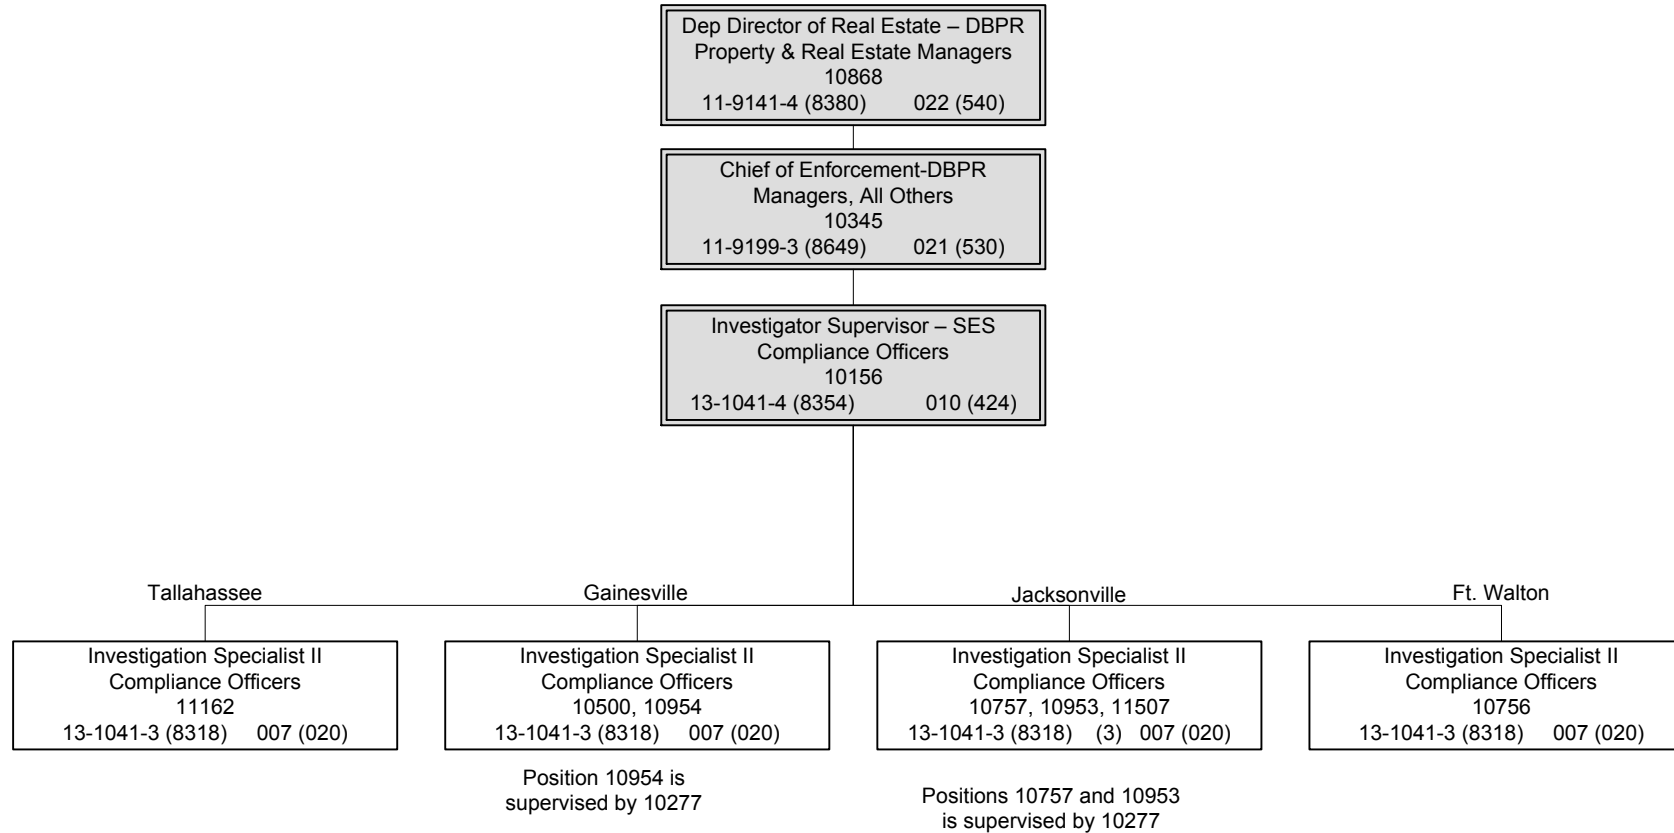 Dep Director of Real Estate – DBPR
Property & Real Estate Managers
10868
11-9141-4 (8380) 022 (540)
Chief of Enforcement-DBPR
Managers, All Others
10345
11-9199-3 (8649) 021 (530)
Investigator Supervisor – SES
Compliance Officers
10156
13-1041-4 (8354) 010 (424)
Tallahassee
Investigation Specialist II
Compliance Officers
11162
13-1041-3 (8318) 007 (020)
Gainesville
Investigation Specialist II
Compliance Officers
10500, 10954
13-1041-3 (8318) 007 (020)
Position 10954 is
supervised by 10277
Jacksonville
Investigation Specialist II
Compliance Officers
10757, 10953, 11507
13-1041-3 (8318) (3) 007 (020)
Positions 10757 and 10953
is supervised by 10277
Ft. Walton
Investigation Specialist II
Compliance Officers
10756
13-1041-3 (8318) 007 (020)